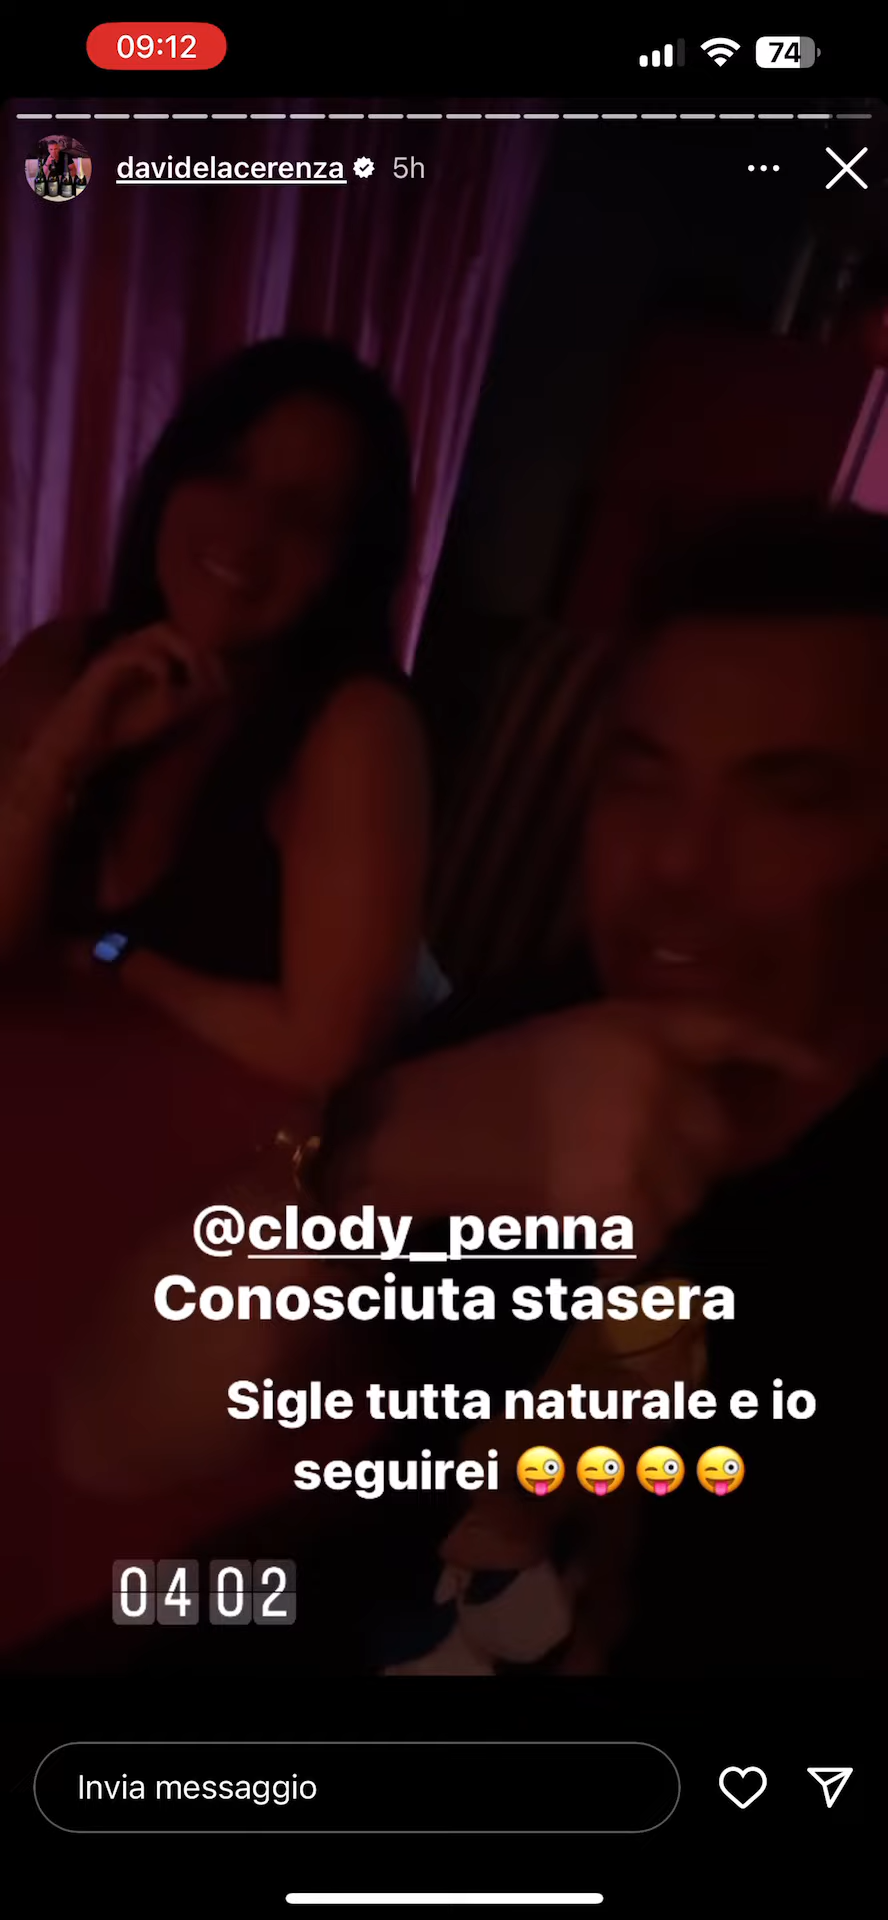 09:12
74
davidelacerenza 5h
@clody_penna
Conosciuta stasera
Sigle tutta naturale e io
seguirei 😜😜😜😜
04 02
Invia messaggio